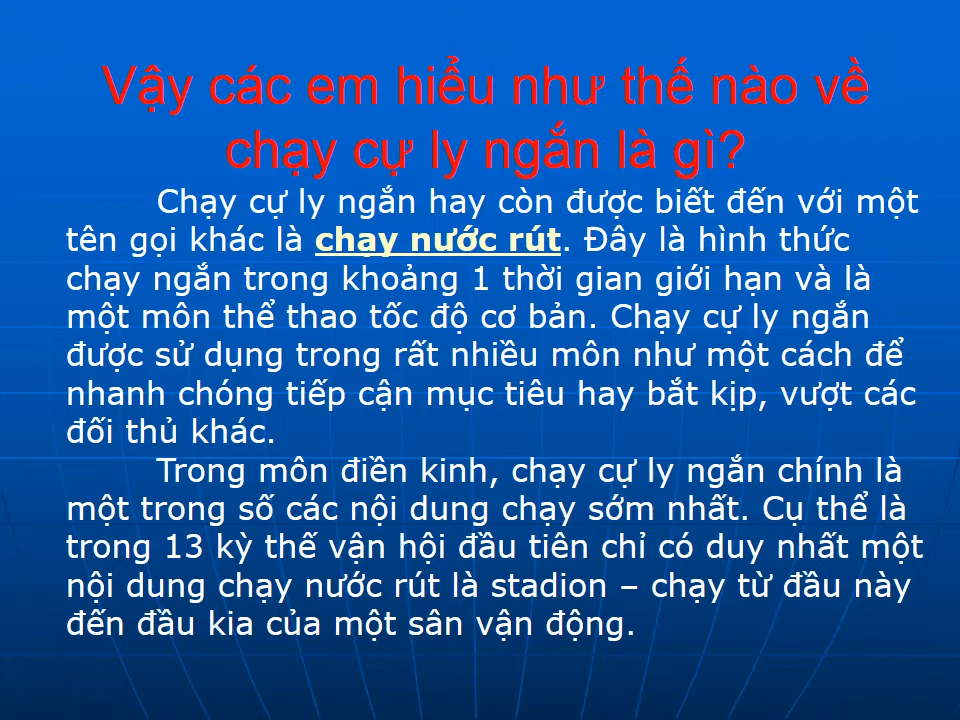 Vậy các em hiểu như thế nào về
chạy cự ly ngắn là gì?
Chạy cự ly ngắn hay còn được biết đến với một
tên gọi khác là chạy nước rút. Đây là hình thức
chạy ngắn trong khoảng 1 thời gian giới hạn và là
một môn thể thao tốc độ cơ bản. Chạy cự ly ngắn
được sử dụng trong rất nhiều môn như một cách để
nhanh chóng tiếp cận mục tiêu hay bắt kịp, vượt các
đối thủ khác.
Trong môn điền kinh, chạy cự ly ngắn chính là
một trong số các nội dung chạy sớm nhất. Cụ thể là
trong 13 kỳ thế vận hội đầu tiên chỉ có duy nhất một
nội dung chạy nước rút là stadion – chạy từ đầu này
đến đầu kia của một sân vận động.